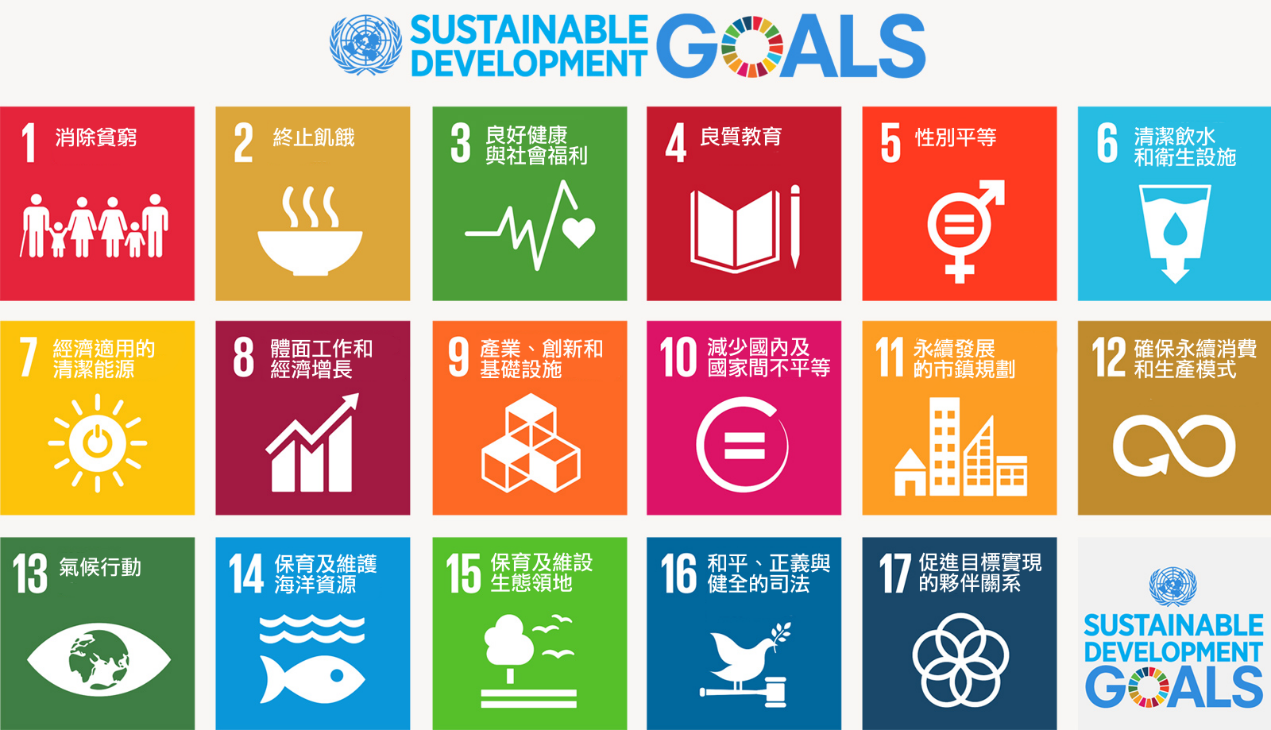 SUSTAINABLE
DEVELOPMENT
GOALS
1 消除貧窮
2 終止飢餓
3 良好健康
與社會福利
4 良質教育
5 性別平等
6 清潔飲水
和衛生設施
7 經濟適用的
清潔能源
8 體面工作和
經濟增長
9 產業、創新和
基礎設施
10 減少國內及
國家間不平等
11 永續發展
的市鎮規劃
12 確保永續消費
和生產模式
13 氣候行動
14 保育及維護
海洋資源
15 保育及維設
生態領地
16 和平、正義與
健全的司法
17 促進目標實現
的夥伴關系
SUSTAINABLE
DEVELOPMENT
GOALS